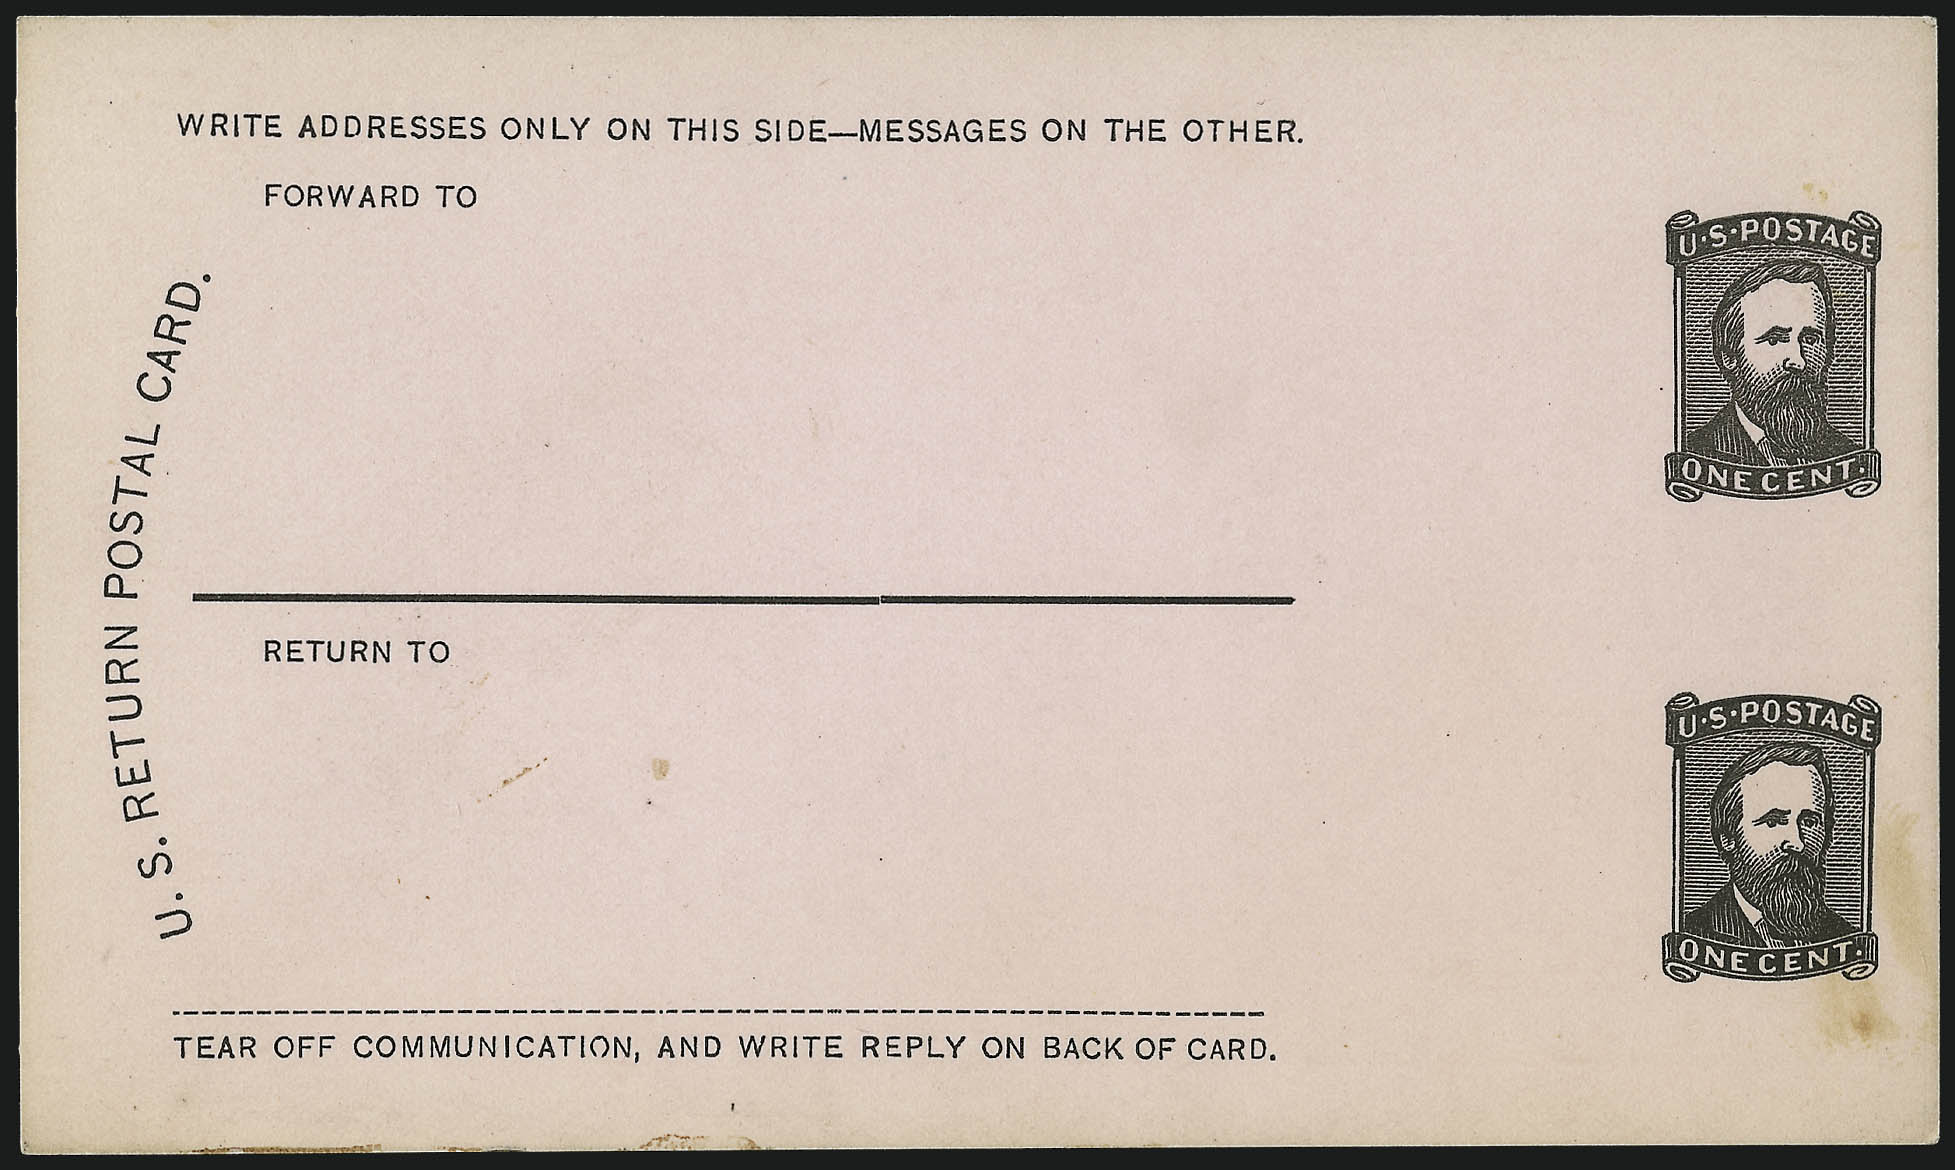 WRITE ADDRESSES ONLY ON THIS SIDE—MESSAGES ON THE OTHER.
FORWARD TO
U.S. RETURN POSTAL CARD.
U·S·POSTAGE
ONE CENT.
RETURN TO
U·S·POSTAGE
ONE CENT.
TEAR OFF COMMUNICATION, AND WRITE REPLY ON BACK OF CARD.